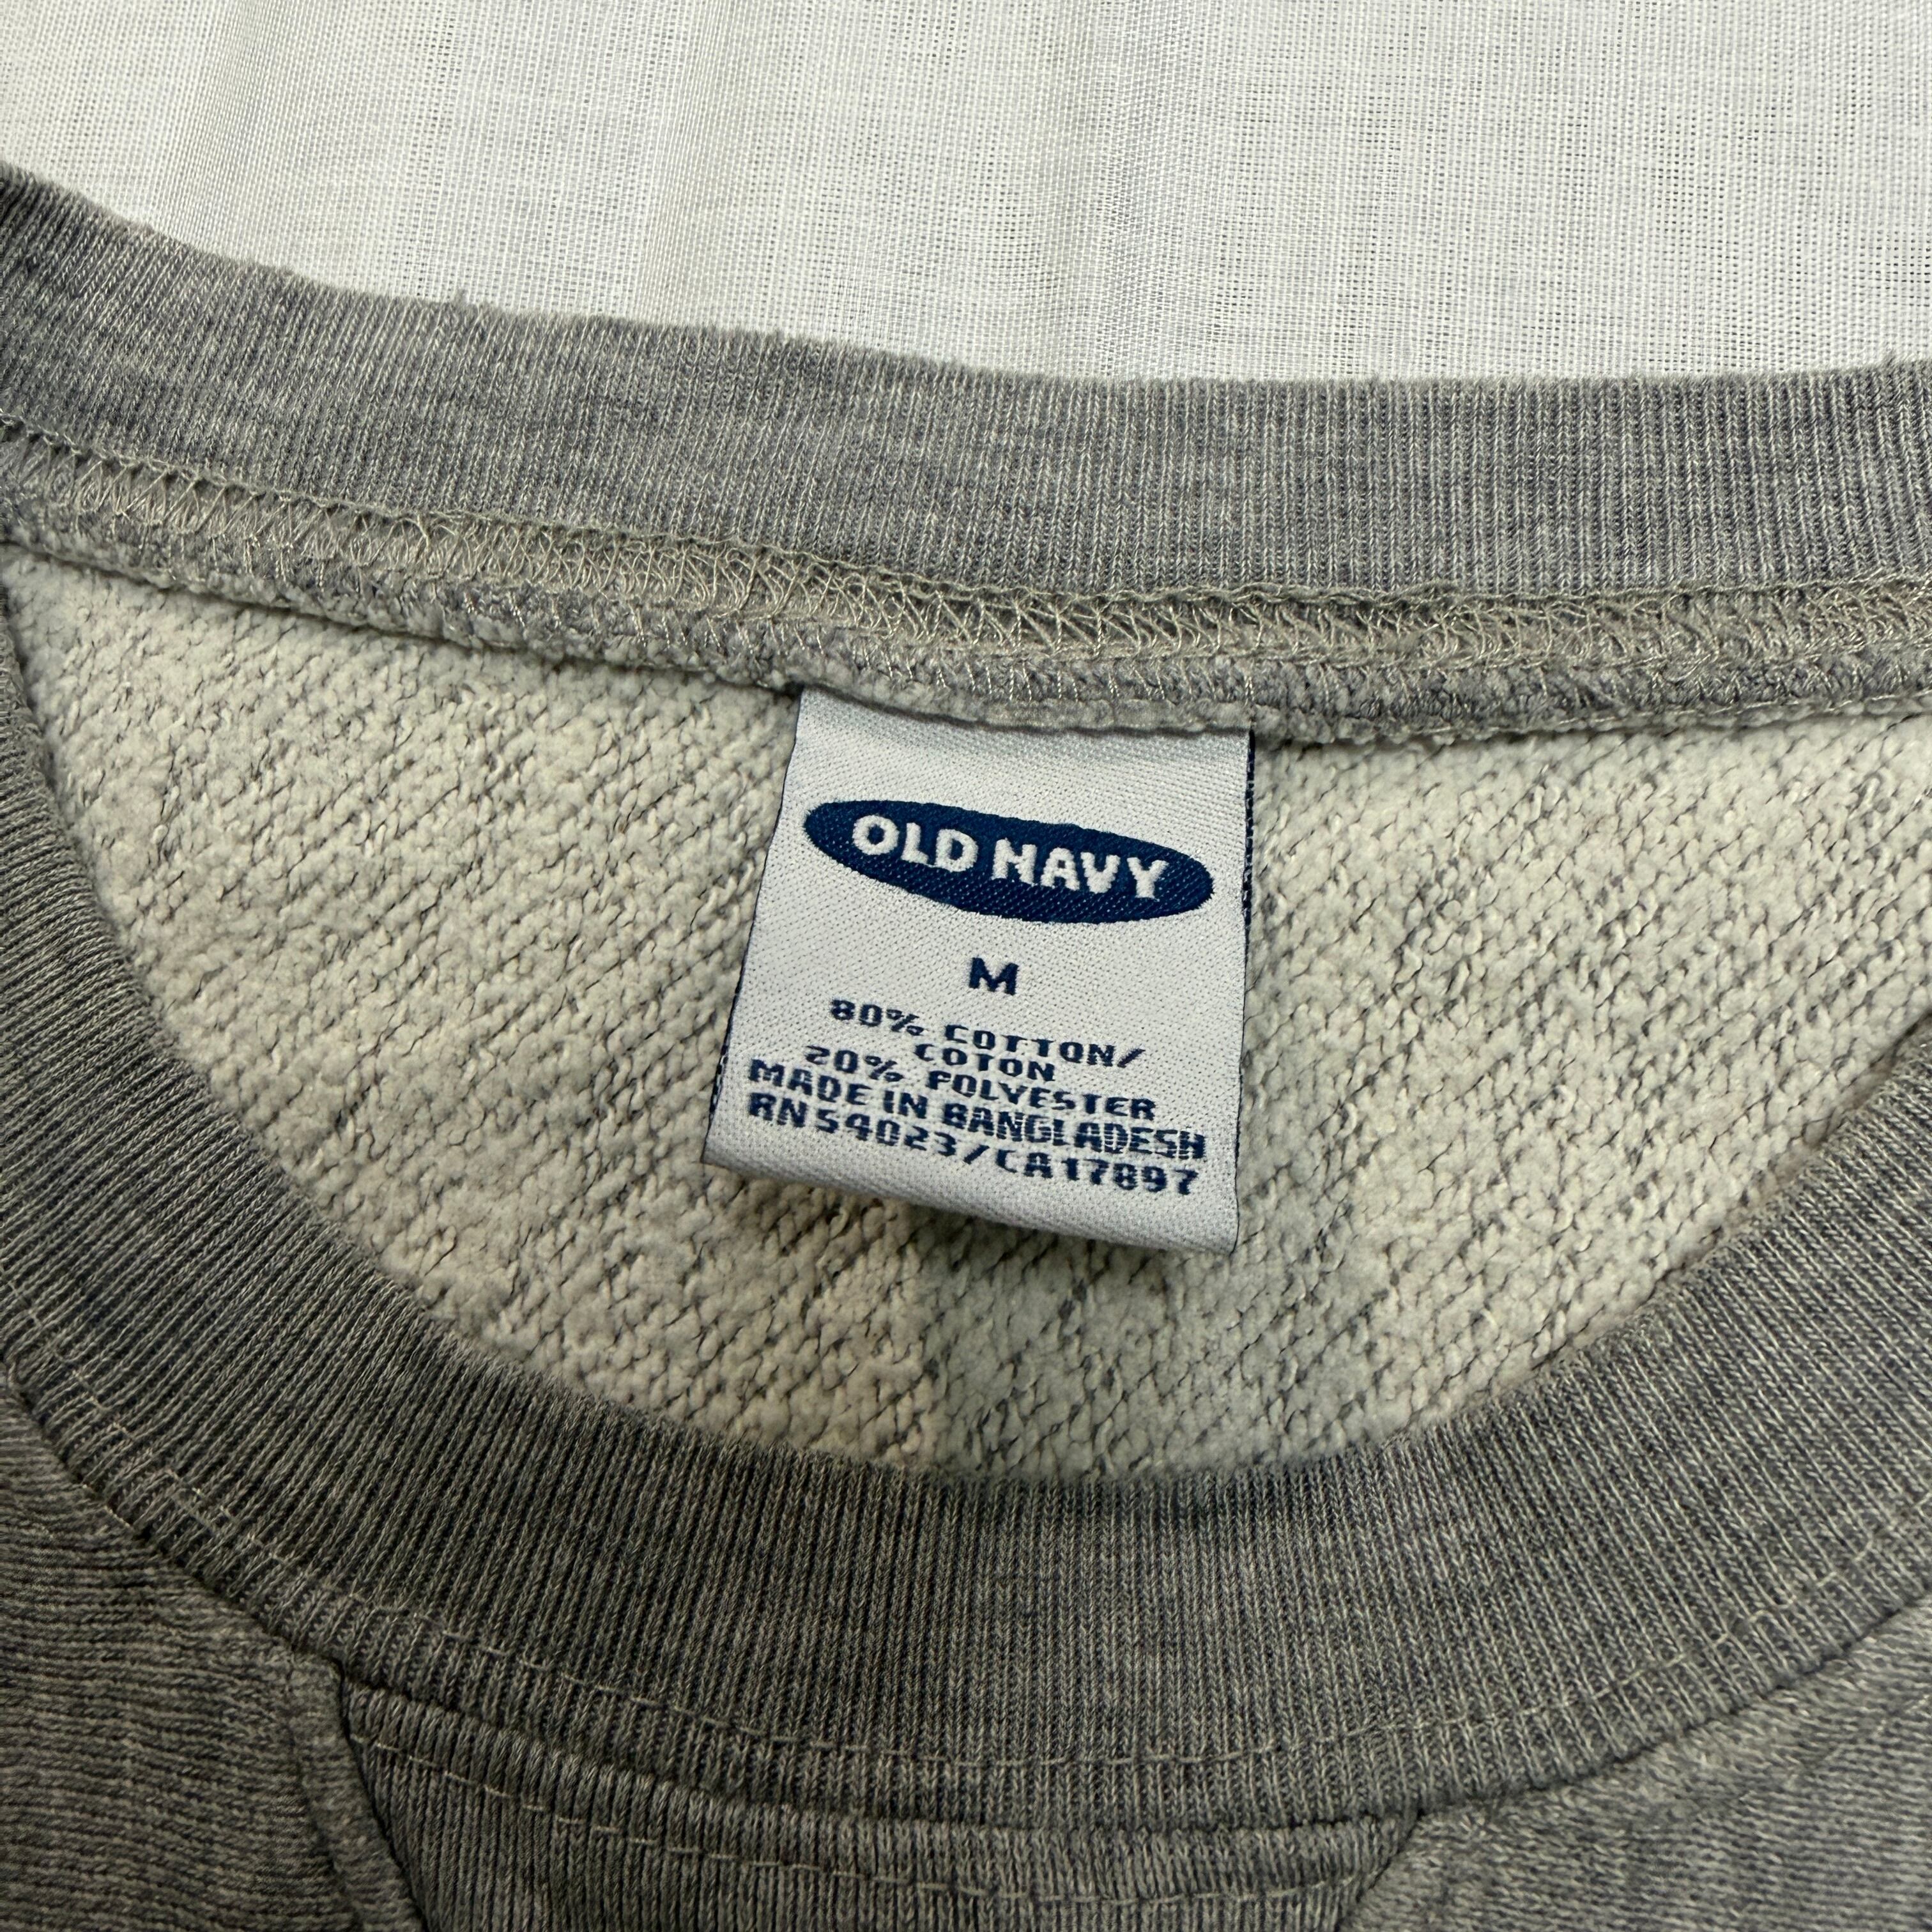 OLD NAVY
M
80% COTTON/
COTON
20% POLYESTER
MADE IN BANGLADESH
RN54023/CA17897